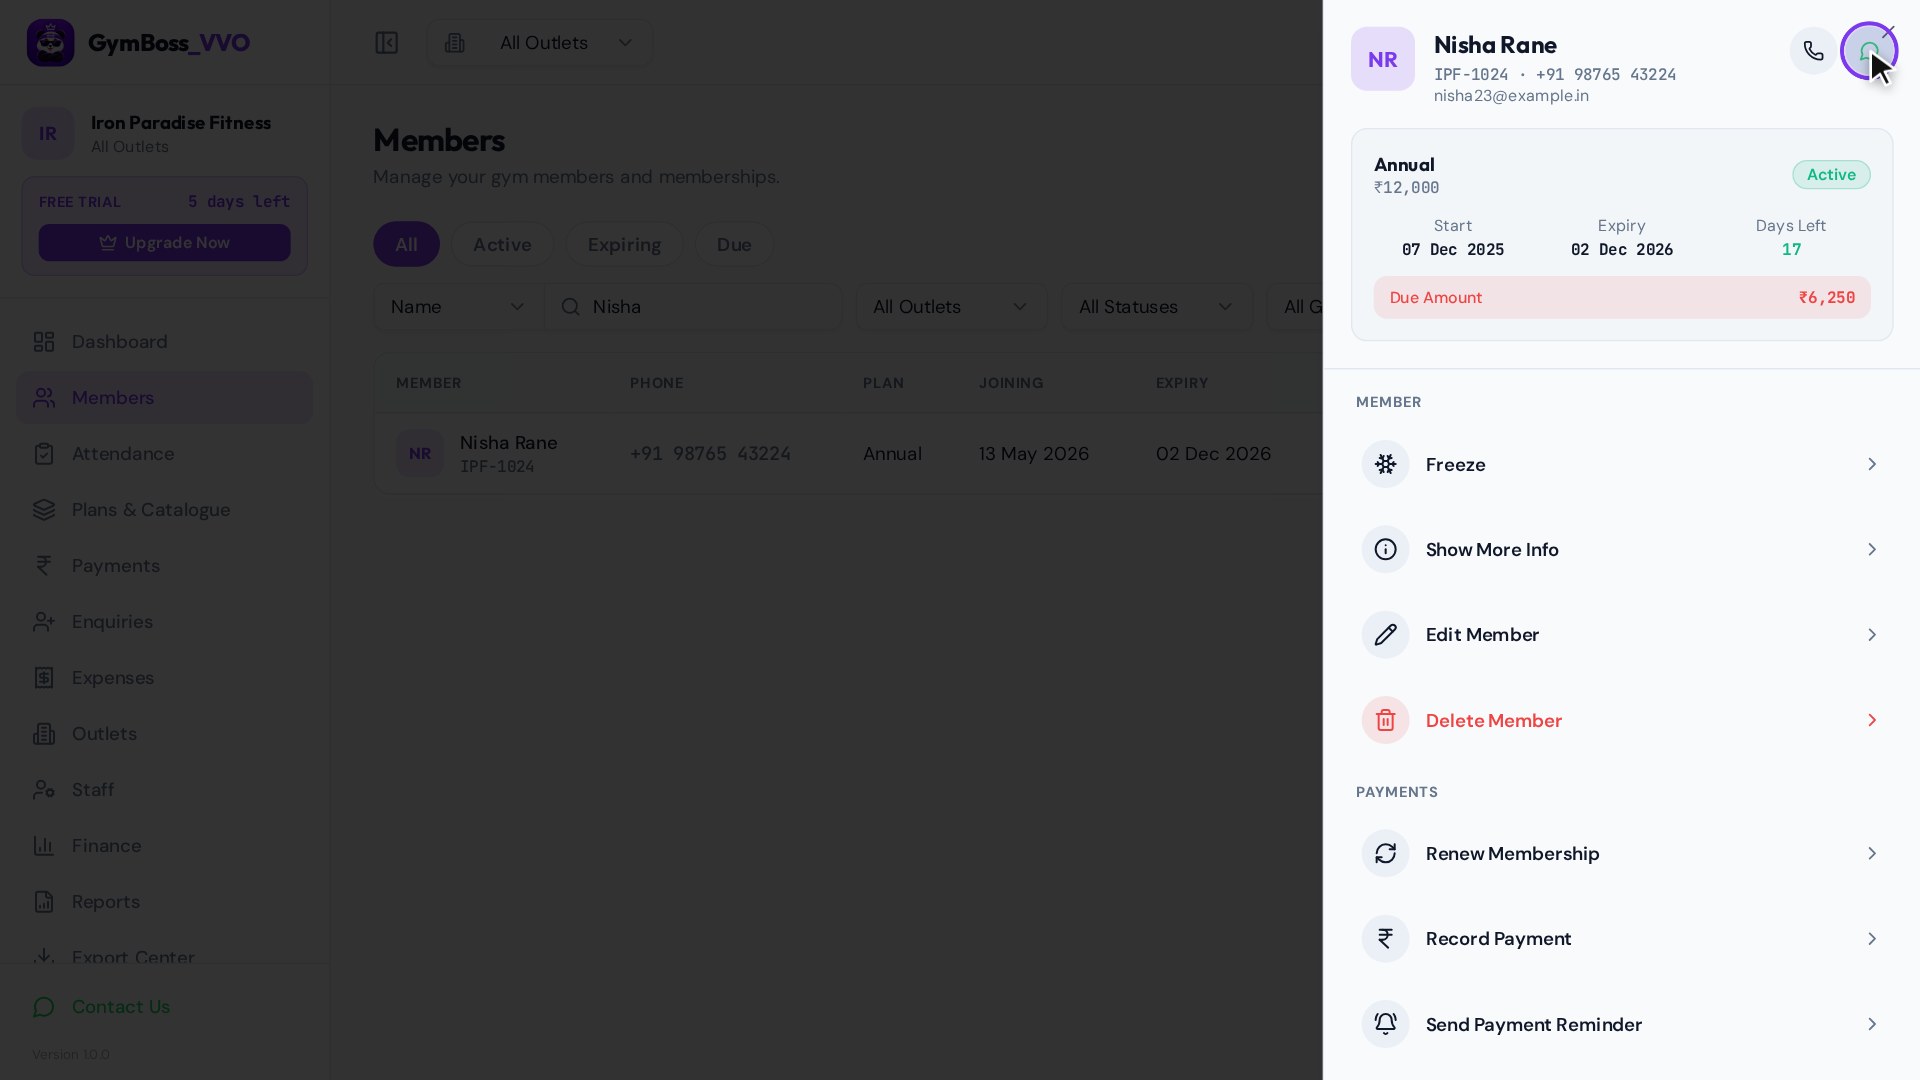 GymBoss_VVO
All Outlets
IR
Iron Paradise Fitness
All Outlets
FREE TRIAL
5 days left
Upgrade Now
Dashboard
Members
Attendance
Plans & Catalogue
Payments
Enquiries
Expenses
Outlets
Staff
Finance
Reports
Export Center
Contact Us
Version 1.0.0
Members
Manage your gym members and memberships.
All
Active
Expiring
Due
Name
Nisha
All Outlets
All Statuses
All G
MEMBER
PHONE
PLAN
JOINING
EXPIRY
NR
Nisha Rane
IPF-1024
+91 98765 43224
Annual
13 May 2026
02 Dec 2026
NR
Nisha Rane
IPF-1024 · +91 98765 43224
nisha23@example.in
Annual
₹12,000
Active
Start
Expiry
Days Left
07 Dec 2025
02 Dec 2026
17
Due Amount
₹6,250
MEMBER
Freeze
Show More Info
Edit Member
Delete Member
PAYMENTS
Renew Membership
Record Payment
Send Payment Reminder